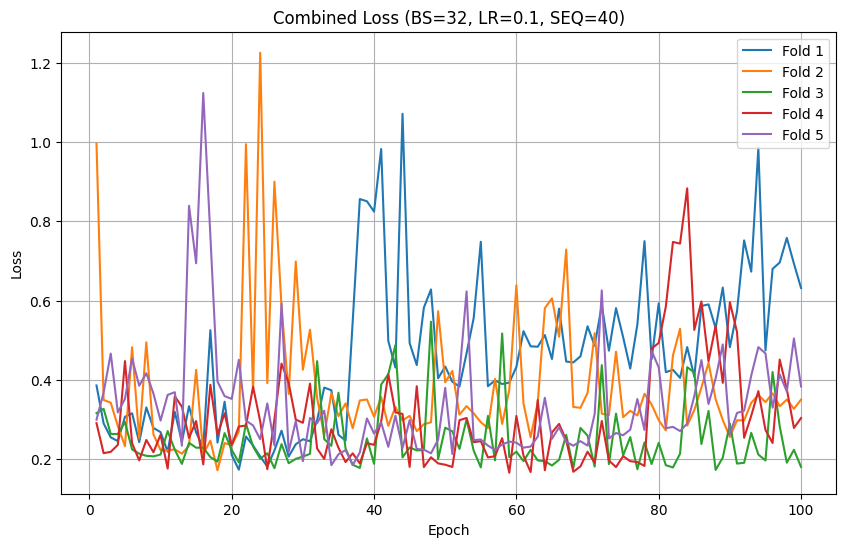 Combined Loss (BS=32, LR=0.1, SEQ=40)
Fold 1
Fold 2
Fold 3
Fold 4
Fold 5
Loss
1.2
1.0
0.8
0.6
0.4
0.2
0 20 40 60 80 100
Epoch